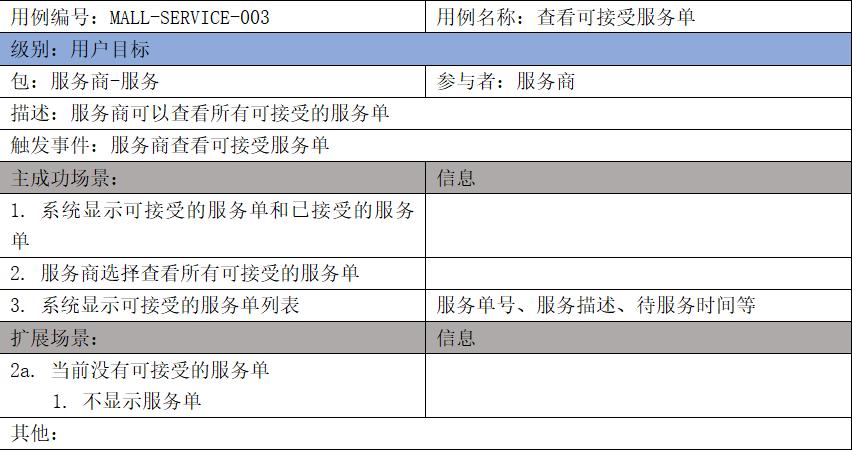 用例编号：MALL-SERVICE-003
用例名称：查看可接受服务单
级别：用户目标
包：服务商-服务
参与者：服务商
描述：服务商可以查看所有可接受的服务单
触发事件：服务商查看可接受服务单
主成功场景：
信息
1. 系统显示可接受的服务单和已接受的服务
单
2. 服务商选择查看所有可接受的服务单
3. 系统显示可接受的服务单列表
服务单号、服务描述、待服务时间等
扩展场景：
信息
2a. 当前没有可接受的服务单
1. 不显示服务单
其他：